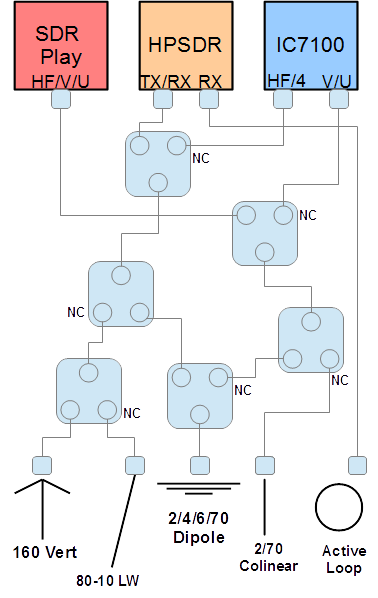 SDR
Play
HF/V/U
HPSDR
TX/RX RX
IC7100
HF/4 V/U
NC
NC
NC
NC
NC
NC
160 Vert
80-10 LW
2/4/6/70
Dipole
2/70
Colinear
Active
Loop